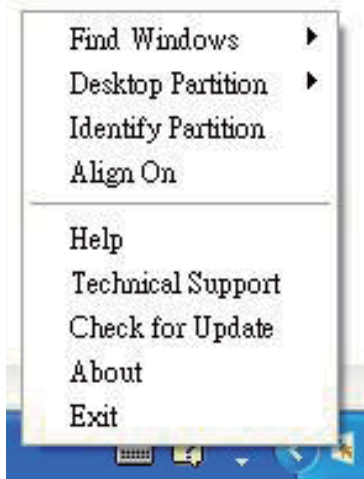 Find Windows
Desktop Partition
Identify Partition
Align On
Help
Technical Support
Check for Update
About
Exit